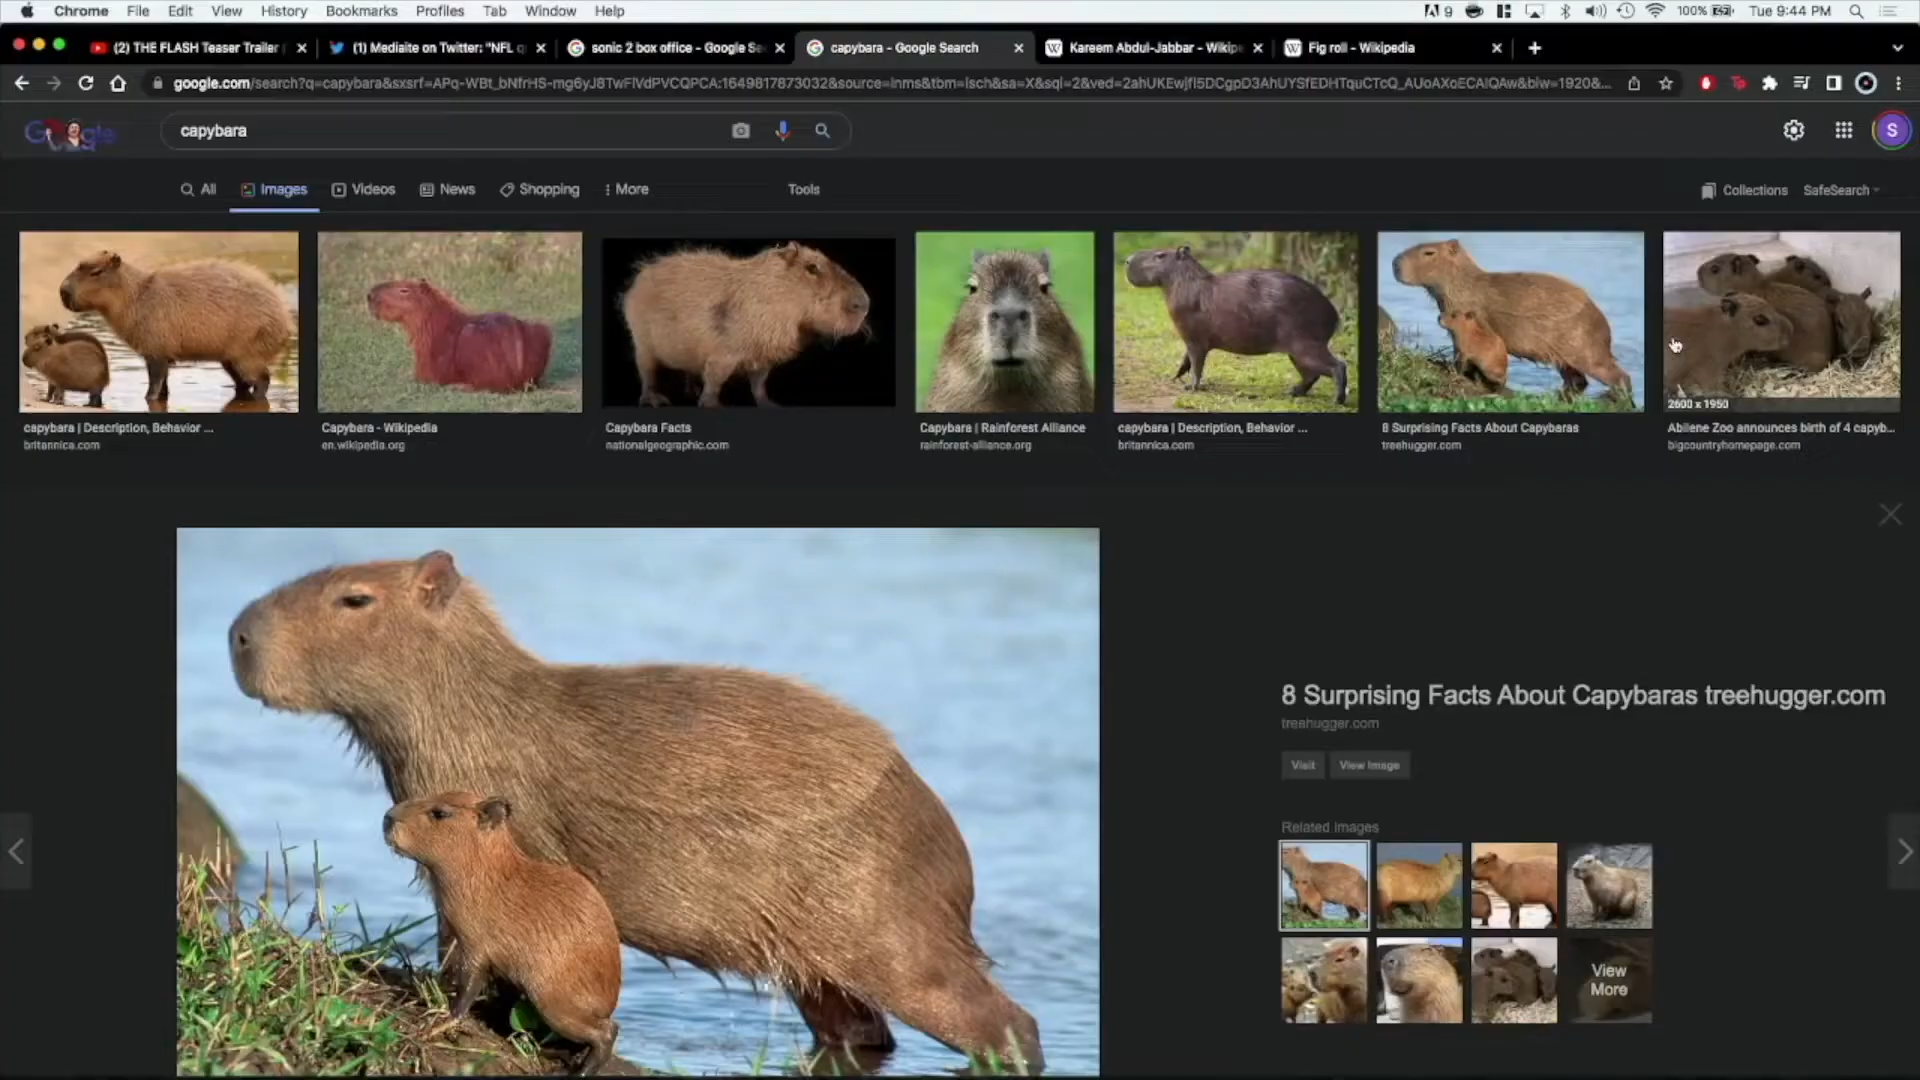 Chrome File Edit View History Bookmarks Profiles Tab Window Help
9 100% Tue 9:44 PM
(2) THE FLASH Teaser Trailer
(1) Mediaite on Twitter: "NFL q
sonic 2 box office - Google Se
capybara - Google Search
Kareem Abdul-Jabbar - Wikipe
Fig roll - Wikipedia
Google
capybara
S
All Images Videos News Shopping More Tools
Collections SafeSearch
2600 x 1950
capybara | Description, Behavior ...
britannica.com
Capybara - Wikipedia
en.wikipedia.org
Capybara Facts
nationalgeographic.com
Capybara | Rainforest Alliance
rainforest-alliance.org
capybara | Description, Behavior ...
britannica.com
8 Surprising Facts About Capybaras
treehugger.com
Abilene Zoo announces birth of 4 capyb...
bigcountryhomepage.com
8 Surprising Facts About Capybaras treehugger.com
treehugger.com
Visit View Image
Related Images
View
More